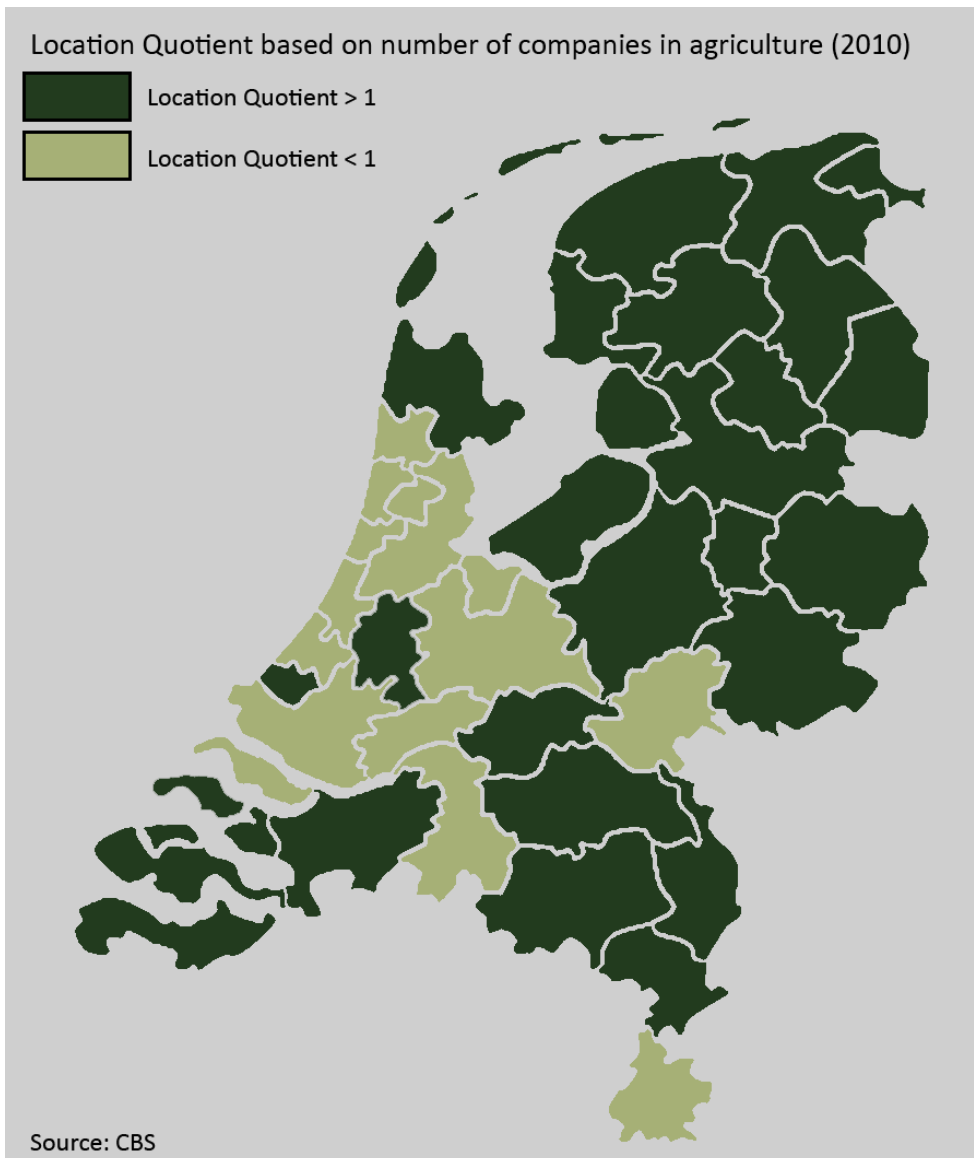 Location Quotient based on number of companies in agriculture (2010)
Location Quotient > 1
Location Quotient < 1
Source: CBS